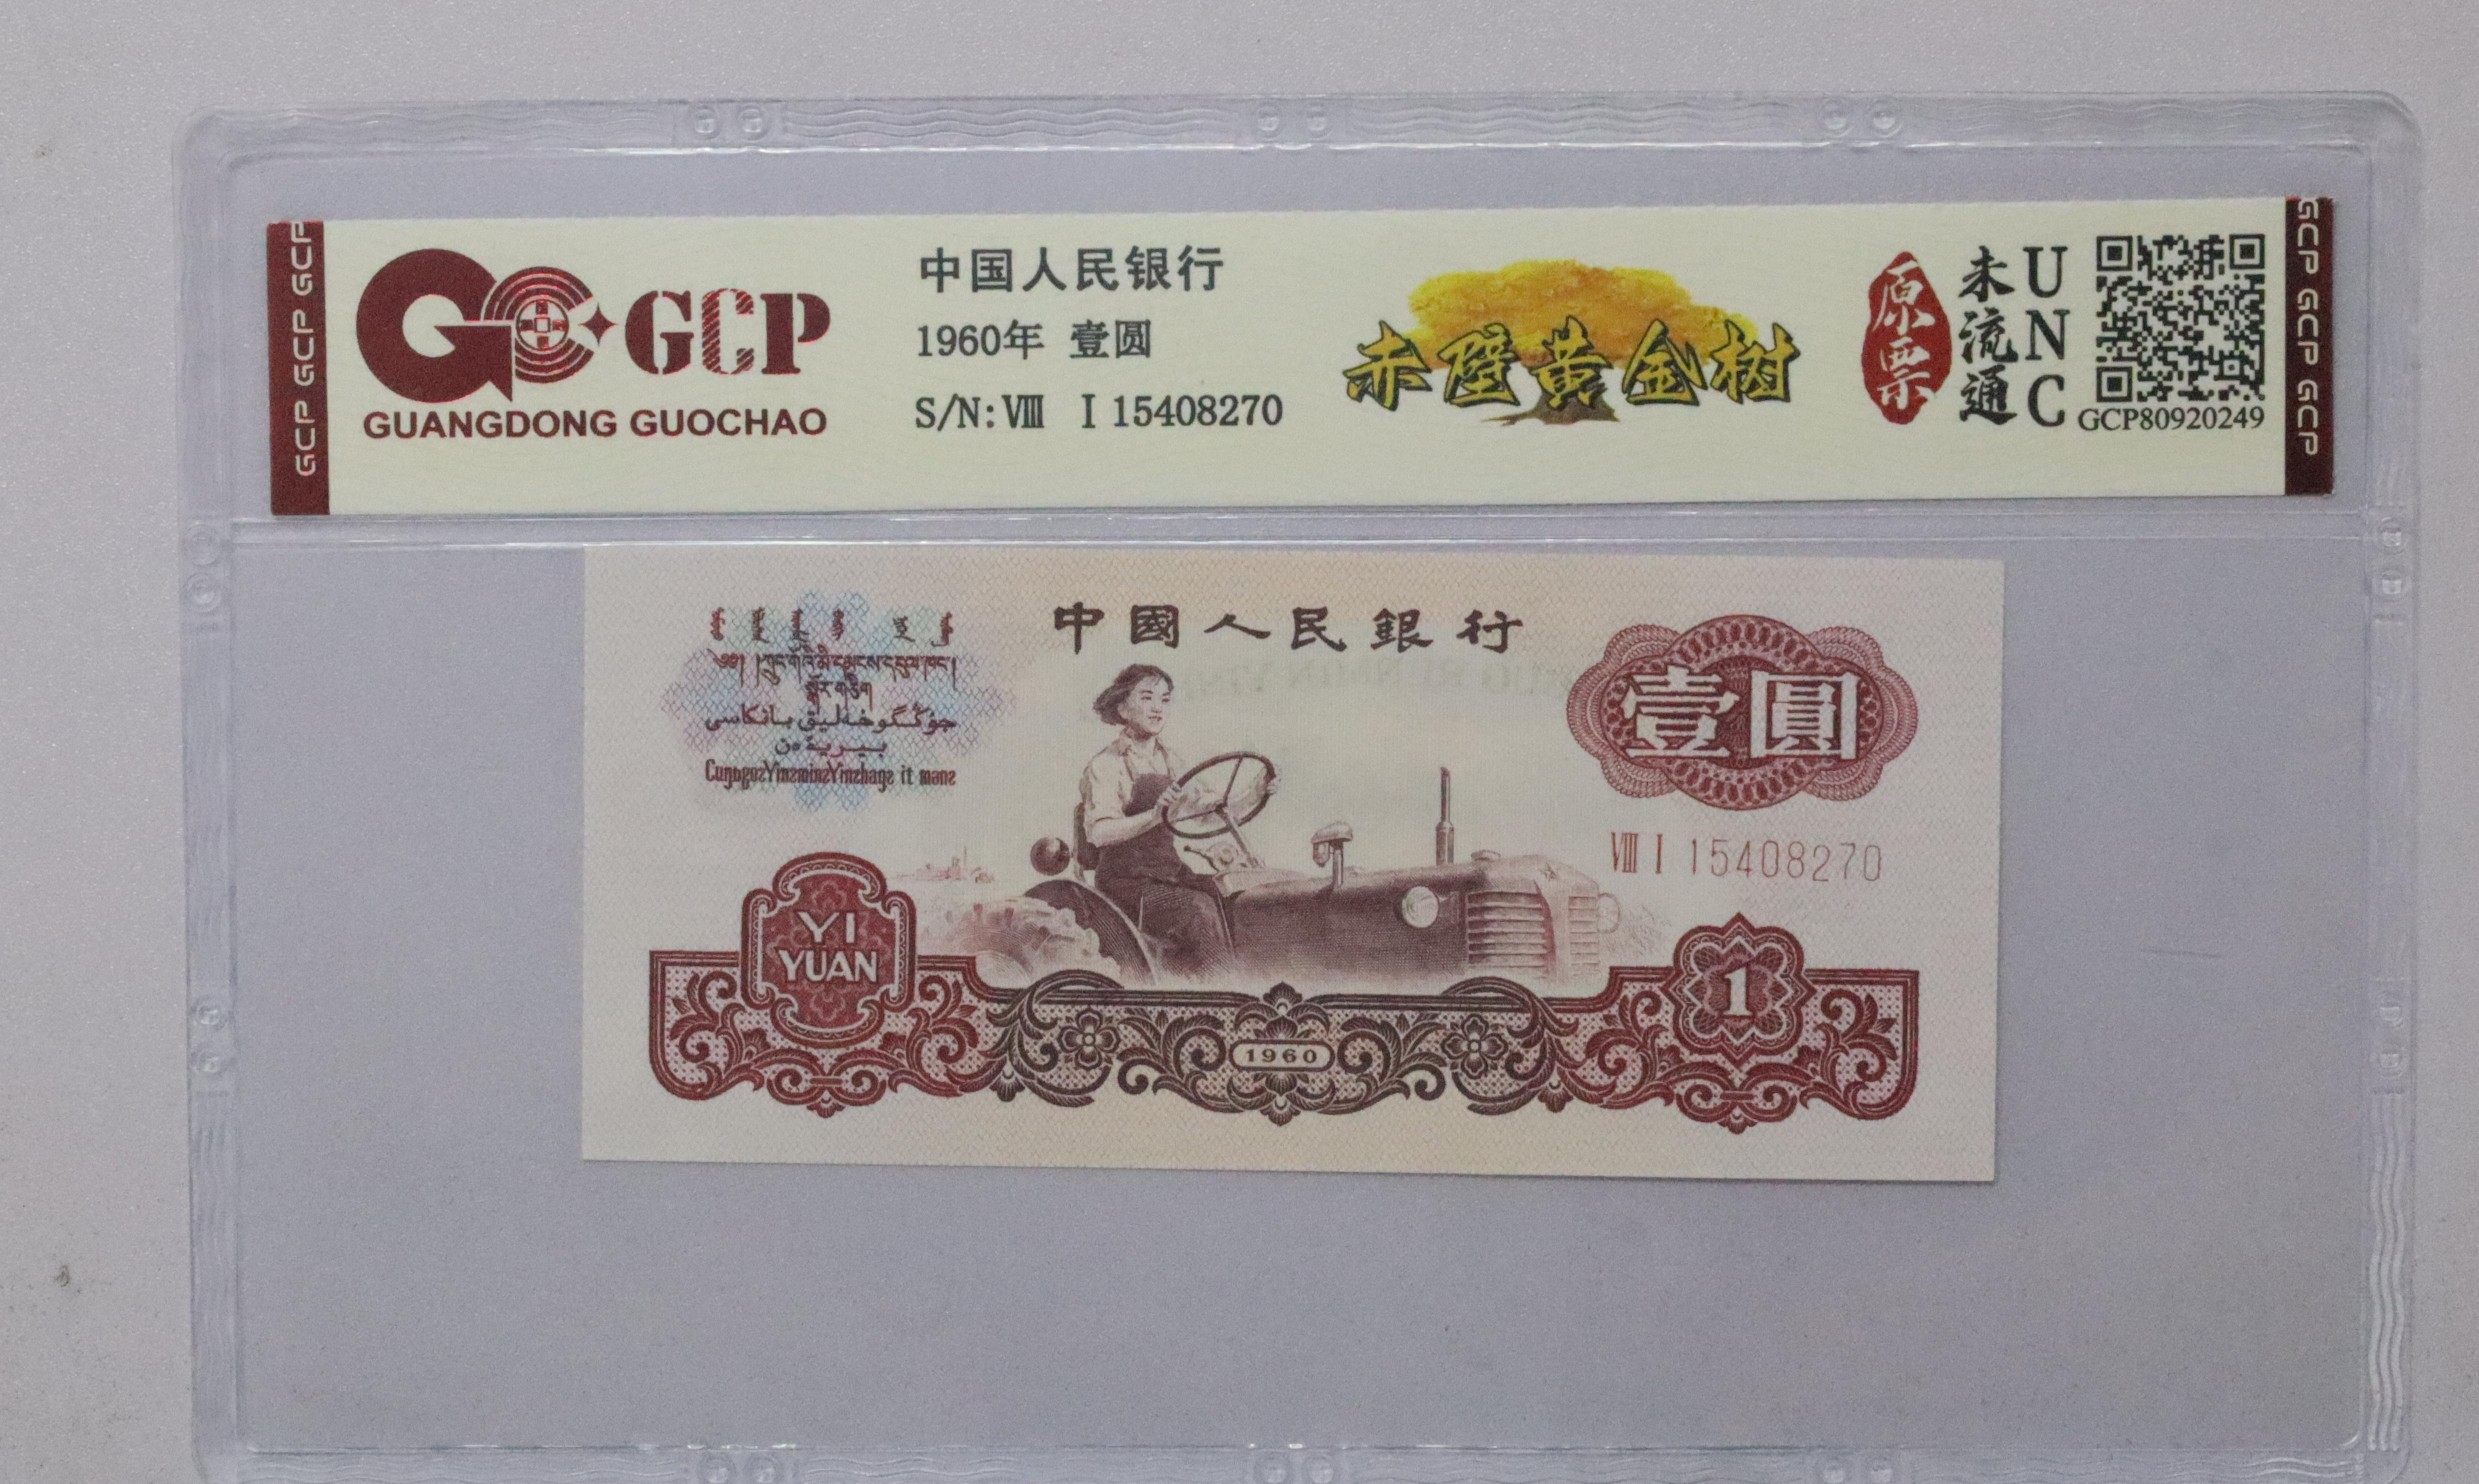 GCP GCP GCP
GCP
GUANGDONG GUOCHAO
中国人民银行
1960年 壹圆
S/N: Ⅷ Ⅰ 15408270
赤壁黄金树
原票
未流通
UNC
GCP80920249
GCP GCP GCP
中國人民銀行
壹圓
Ⅷ Ⅰ 15408270
YI
YUAN
1
1960